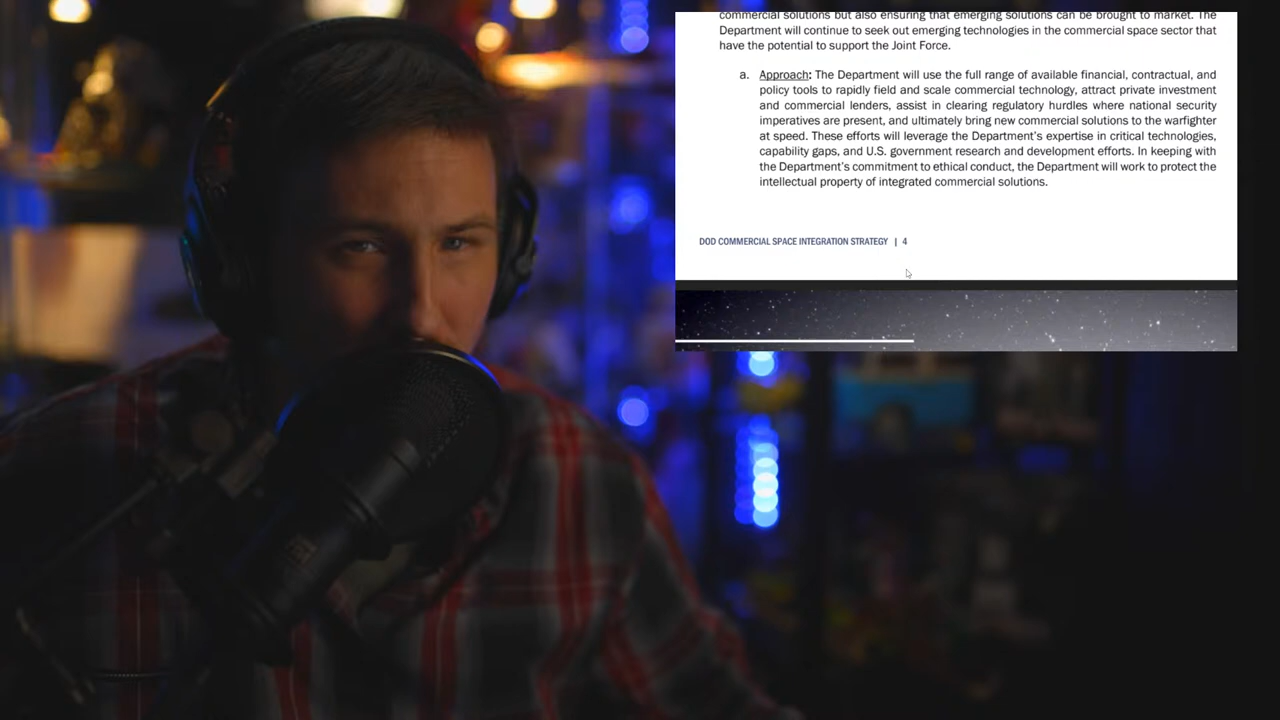 commercial solutions but also ensuring that emerging solutions can be brought to market. The
Department will continue to seek out emerging technologies in the commercial space sector that
have the potential to support the Joint Force.
a. Approach: The Department will use the full range of available financial, contractual, and
policy tools to rapidly field and scale commercial technology, attract private investment
and commercial lenders, assist in clearing regulatory hurdles where national security
imperatives are present, and ultimately bring new commercial solutions to the warfighter
at speed. These efforts will leverage the Department's expertise in critical technologies,
capability gaps, and U.S. government research and development efforts. In keeping with
the Department's commitment to ethical conduct, the Department will work to protect the
intellectual property of integrated commercial solutions.
DOD COMMERCIAL SPACE INTEGRATION STRATEGY | 4